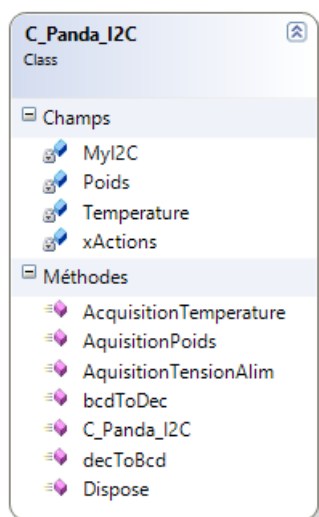 C_Panda_I2C
Class
Champs
MyI2C
Poids
Temperature
xActions
Méthodes
AcquisitionTemperature
AquisitionPoids
AquisitionTensionAlim
bcdToDec
C_Panda_I2C
decToBcd
Dispose